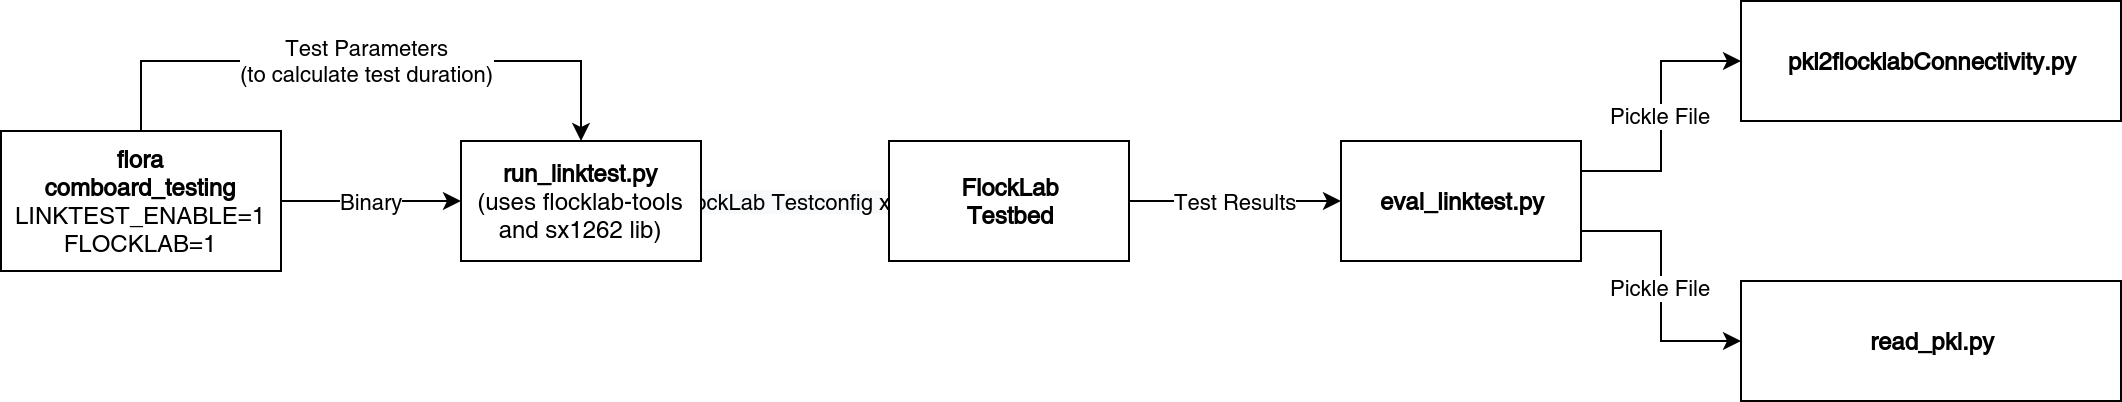 Test Parameters
(to calculate test duration)
flora
comboard_testing
LINKTEST_ENABLE=1
FLOCKLAB=1
Binary
run_linktest.py
(uses flocklab-tools
and sx1262 lib)
Testconfig
FlockLab
Testbed
Test Results
eval_linktest.py
Pickle File
pkl2flocklabConnectivity.py
Pickle File
read_pkl.py